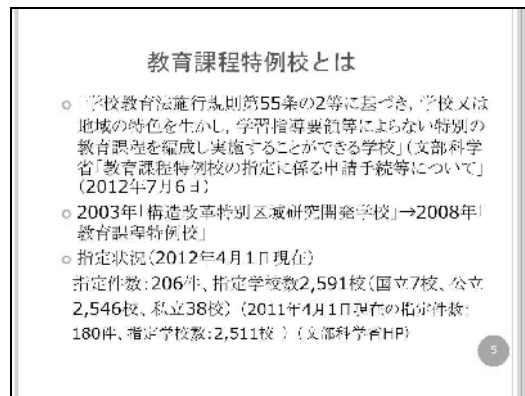 教育課程特例校とは
「学校教育法施行規則第55条の2等に基づき，学校又は
地域の特色を生かし，学習指導要領等によらない特別の
教育課程を編成し実施することができる学校」(文部科学
省「教育課程特例校の指定に係る申請手続等について」
(2012年7月6日)
2003年「構造改革特別区域研究開発学校」→2008年「
教育課程特例校」
指定状況(2012年4月1日現在)
指定件数:206件、指定学校数2,591校(国立7校、公立
2,546校、私立38校) (2011年4月1日現在の指定件数:
180件、指定学校数:2,511校 ) (文部科学省HP)
5